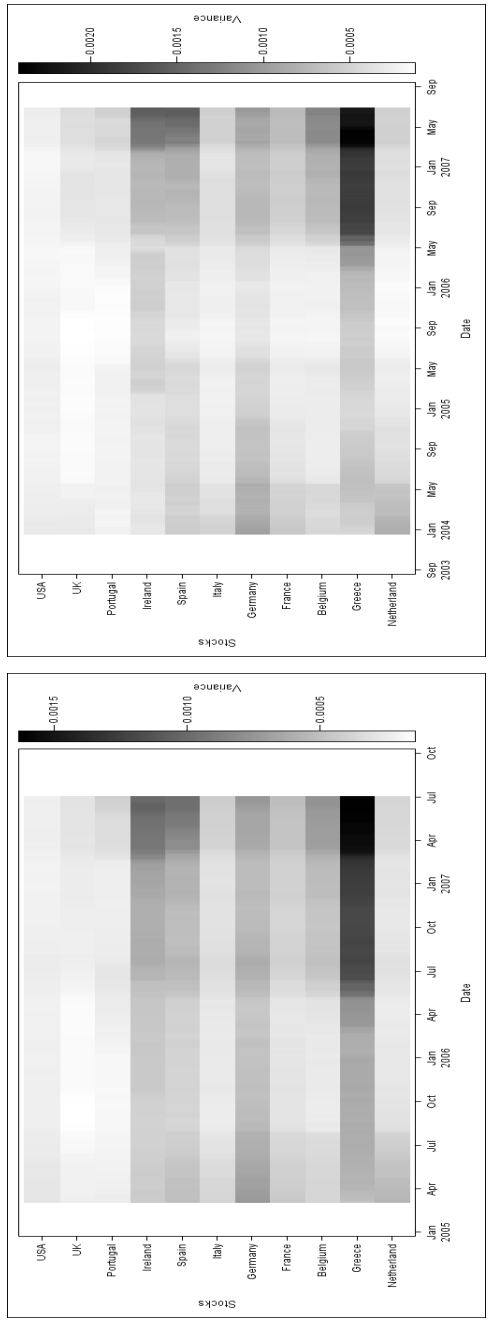 Variance
0.0020
0.0015
0.0010
0.0005
USA
UK
Portugal
Ireland
Spain
Italy
Germany
France
Belgium
Greece
Netherland
Stocks
Sep
Jan
May
Sep
Jan
May
Sep
Jan
May
Sep
Jan
May
Sep
2003
2004
2005
2006
2007
Date
Variance
0.0015
0.0010
0.0005
USA
UK
Portugal
Ireland
Spain
Italy
Germany
France
Belgium
Greece
Netherland
Stocks
Jan
Apr
Jul
Oct
Jan
Apr
Jul
Oct
Jan
Apr
Jul
Oct
2005
2006
2007
Date